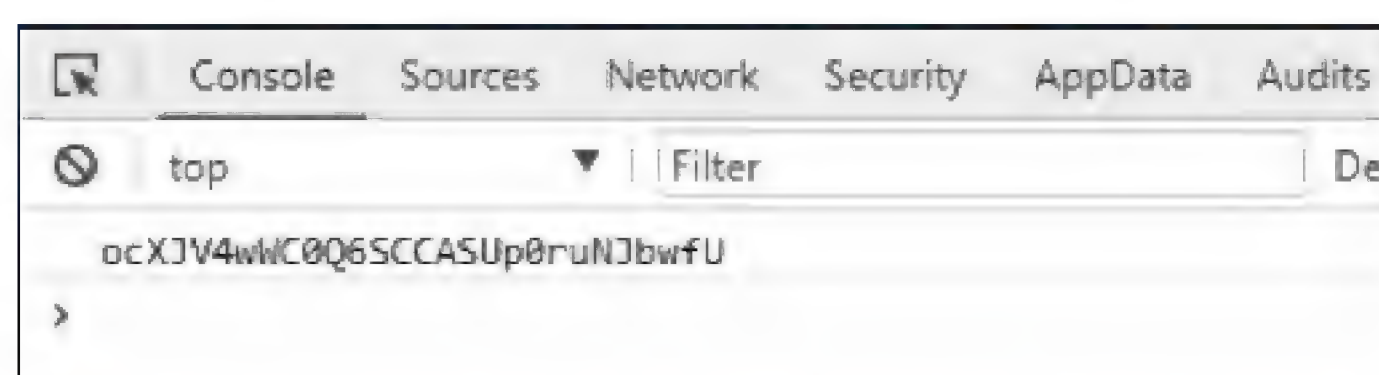 Console Sources Network Security AppData Audits
top ▼ Filter
ocXJV4wWC0Q6SCCASUp0ruNJbwfU
>